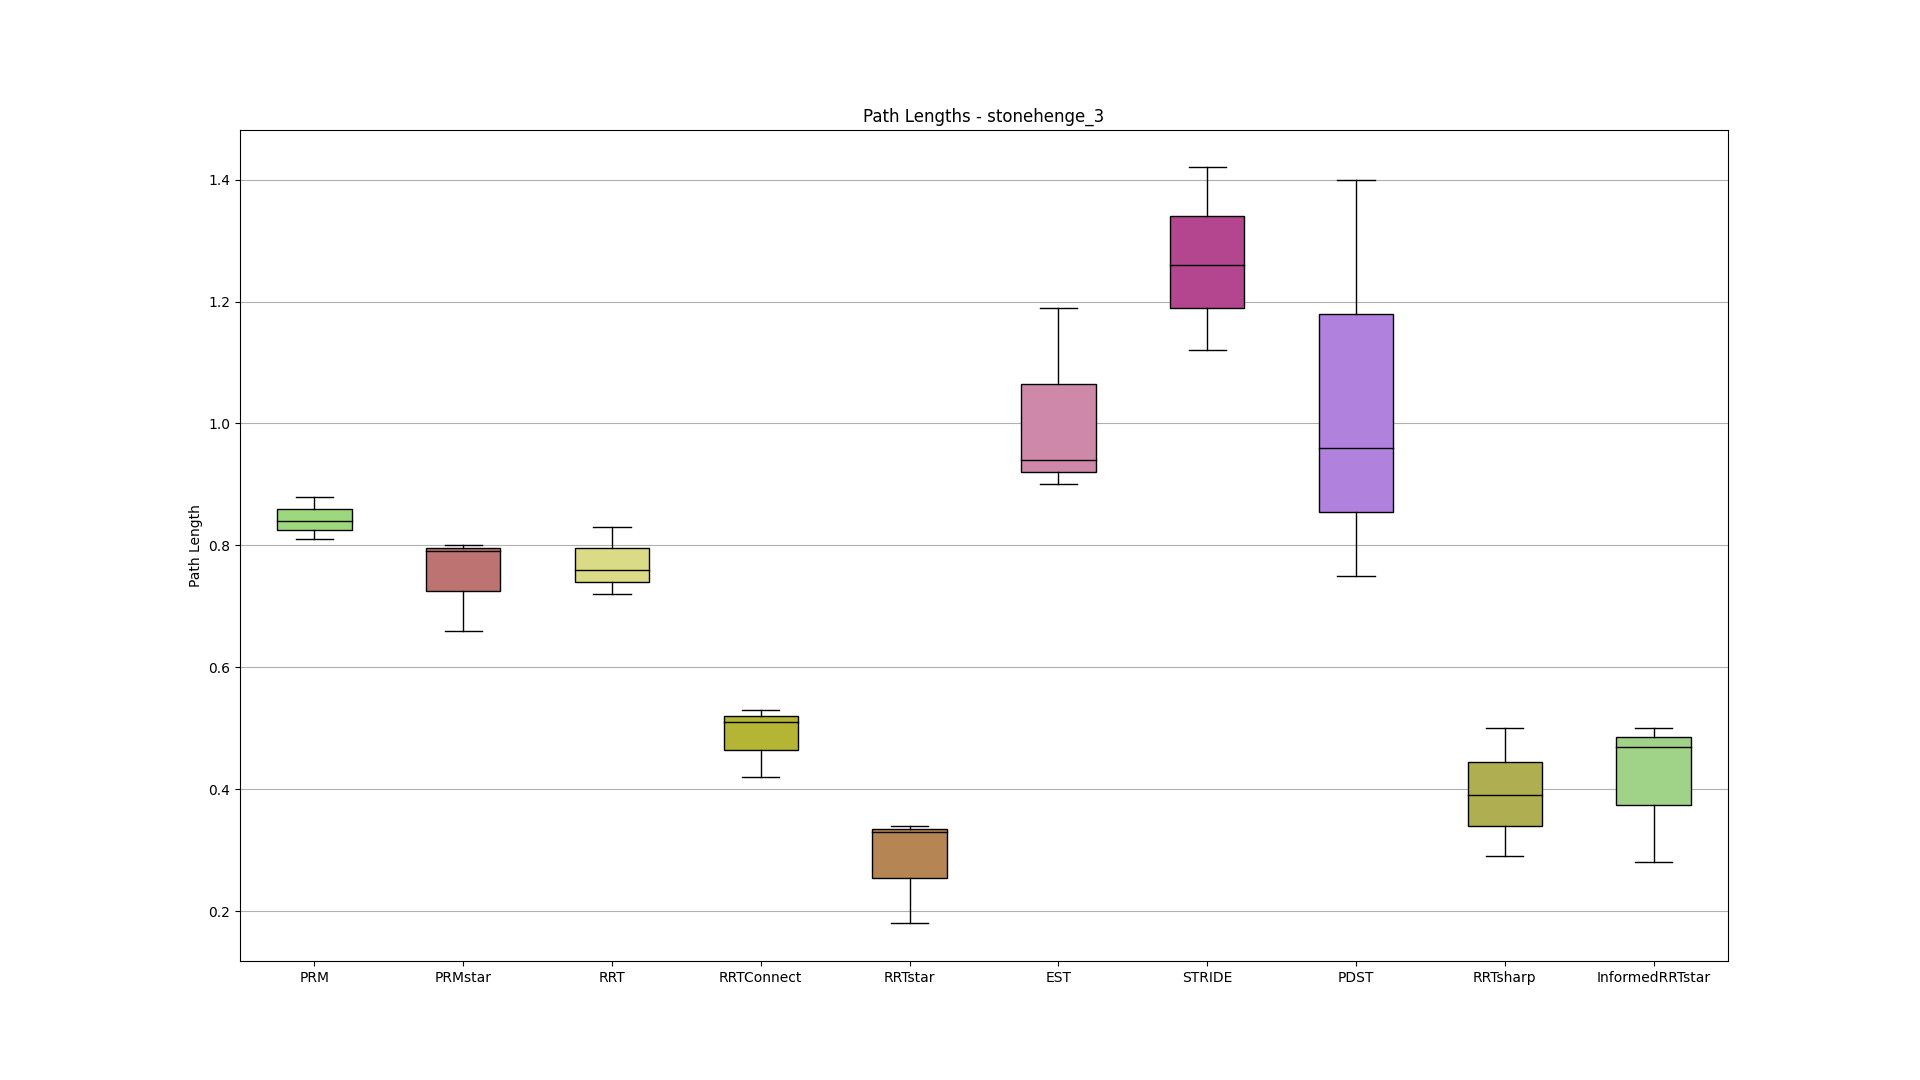 Path Lengths - stonehenge_3
Path Length
1.4
1.2
1.0
0.8
0.6
0.4
0.2
PRM PRMstar RRT RRTConnect RRTstar EST STRIDE PDST RRTsharp InformedRRTstar